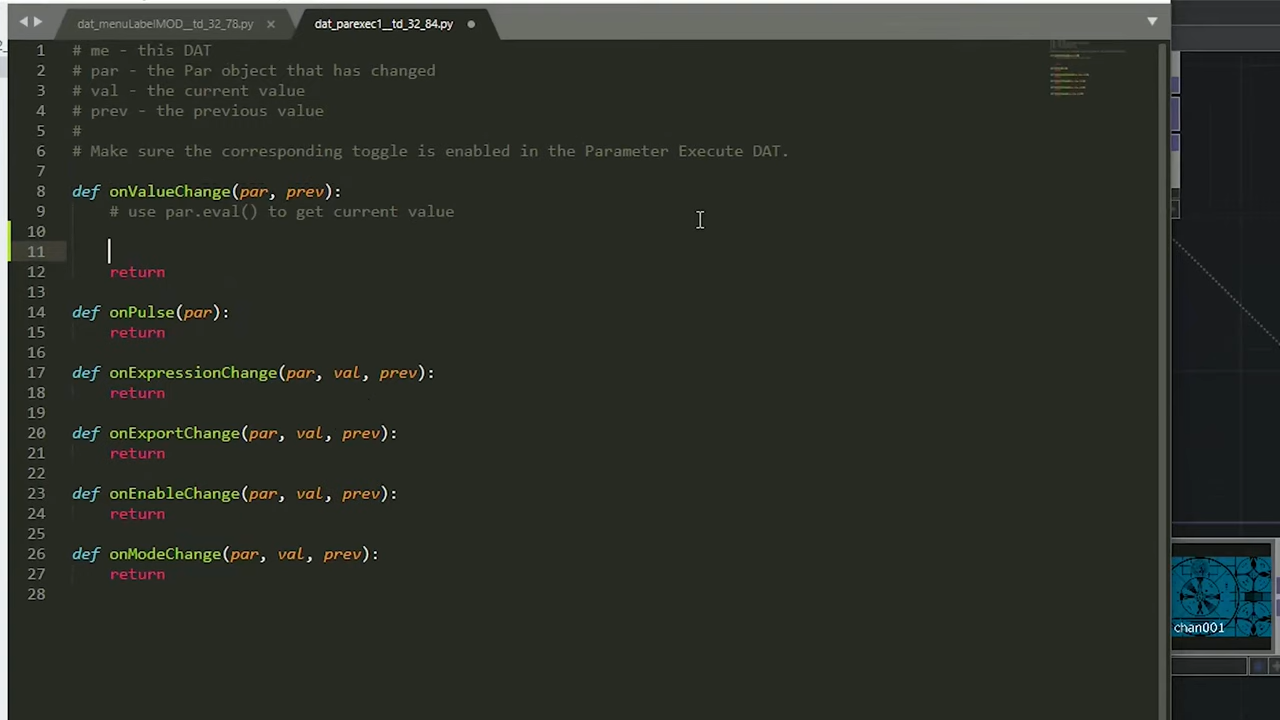 dat_menuLabelMOD__td_32_78.py ×
dat_parexec1__td_32_84.py
1 # me - this DAT
2 # par - the Par object that has changed
3 # val - the current value
4 # prev - the previous value
5 #
6 # Make sure the corresponding toggle is enabled in the Parameter Execute DAT.
7
8 def onValueChange(par, prev):
9 # use par.eval() to get current value
10
11
12 return
13
14 def onPulse(par):
15 return
16
17 def onExpressionChange(par, val, prev):
18 return
19
20 def onExportChange(par, val, prev):
21 return
22
23 def onEnableChange(par, val, prev):
24 return
25
26 def onModeChange(par, val, prev):
27 return
28
chan001